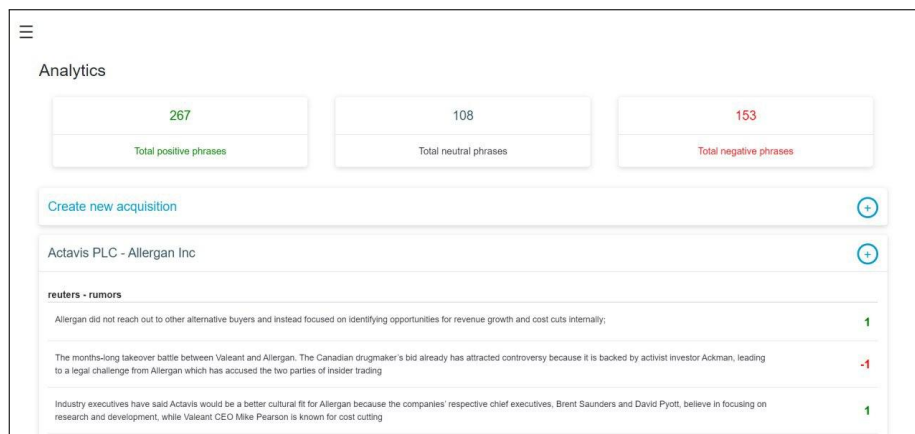 Analytics
267
108
153
Total positive phrases
Total neutral phrases
Total negative phrases
Create new acquisition
Actavis PLC - Allergan Inc
reuters - rumors
Allergan did not reach out to other alternative buyers and instead focused on identifying opportunities for revenue growth and cost cuts internally;
1
The months-long takeover battle between Valeant and Allergan. The Canadian drugmaker's bid already has attracted controversy because it is backed by activist investor Ackman, leading
to a legal challenge from Allergan which has accused the two parties of insider trading
-1
Industry executives have said Actavis would be a better cultural fit for Allergan because the companies' respective chief executives, Brent Saunders and David Pyott, believe in focusing on
research and development, while Valeant CEO Mike Pearson is known for cost cutting
1